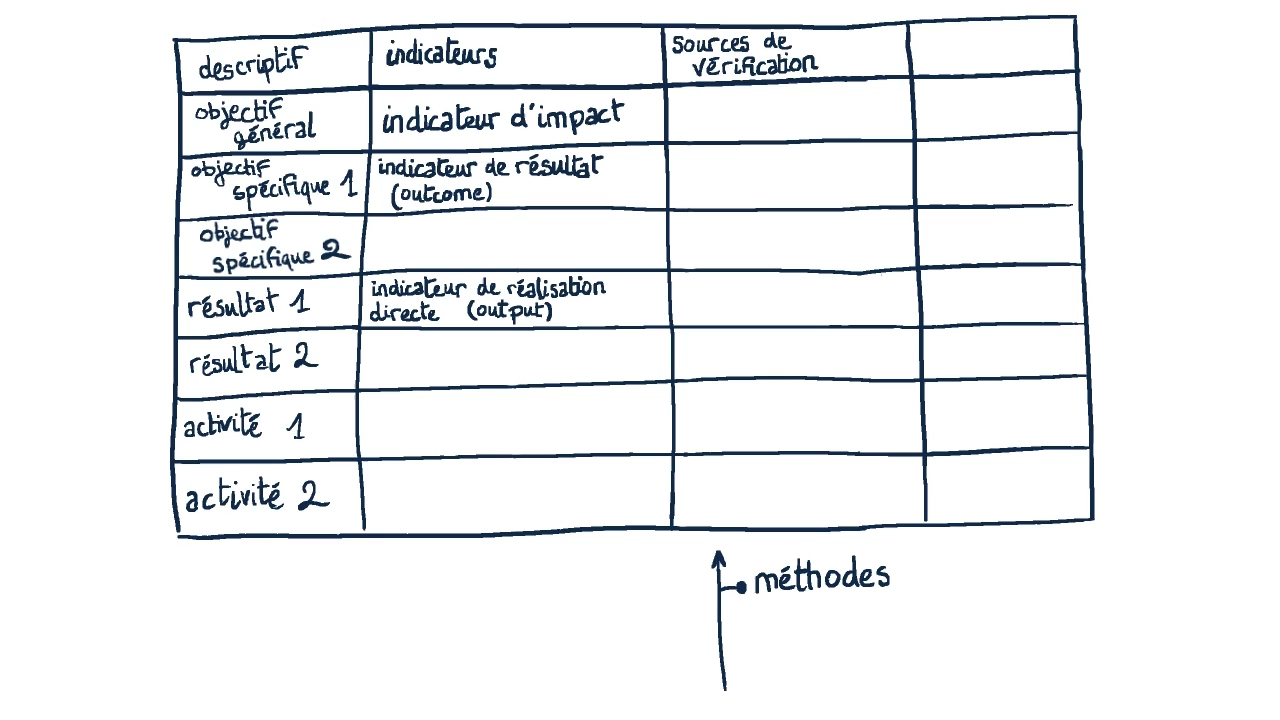 descriptif
indicateurs
sources de
vérification
objectif
général
indicateur d'impact
objectif
spécifique 1
indicateur de résultat
(outcome)
objectif
spécifique 2
résultat 1
indicateur de réalisation
directe (output)
résultat 2
activité 1
activité 2
méthodes